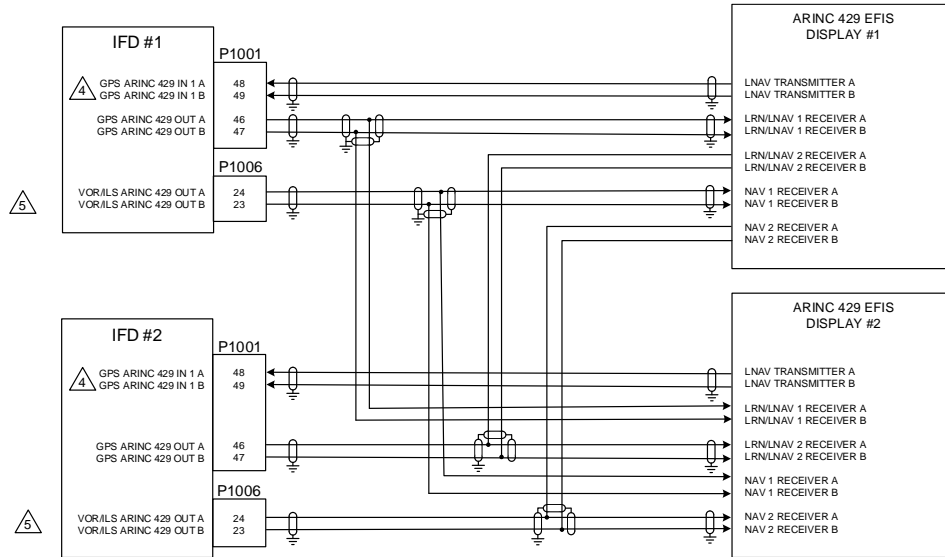 IFD #1
P1001
4
GPS ARINC 429 IN 1 A 48
GPS ARINC 429 IN 1 B 49
GPS ARINC 429 OUT A 46
GPS ARINC 429 OUT B 47
P1006
5
VOR/ILS ARINC 429 OUT A 24
VOR/ILS ARINC 429 OUT B 23
ARINC 429 EFIS
DISPLAY #1
LNAV TRANSMITTER A
LNAV TRANSMITTER B
LRN/LNAV 1 RECEIVER A
LRN/LNAV 1 RECEIVER B
LRN/LNAV 2 RECEIVER A
LRN/LNAV 2 RECEIVER B
NAV 1 RECEIVER A
NAV 1 RECEIVER B
NAV 2 RECEIVER A
NAV 2 RECEIVER B
IFD #2
P1001
4
GPS ARINC 429 IN 1 A 48
GPS ARINC 429 IN 1 B 49
GPS ARINC 429 OUT A 46
GPS ARINC 429 OUT B 47
P1006
5
VOR/ILS ARINC 429 OUT A 24
VOR/ILS ARINC 429 OUT B 23
ARINC 429 EFIS
DISPLAY #2
LNAV TRANSMITTER A
LNAV TRANSMITTER B
LRN/LNAV 1 RECEIVER A
LRN/LNAV 1 RECEIVER B
LRN/LNAV 2 RECEIVER A
LRN/LNAV 2 RECEIVER B
NAV 1 RECEIVER A
NAV 1 RECEIVER B
NAV 2 RECEIVER A
NAV 2 RECEIVER B